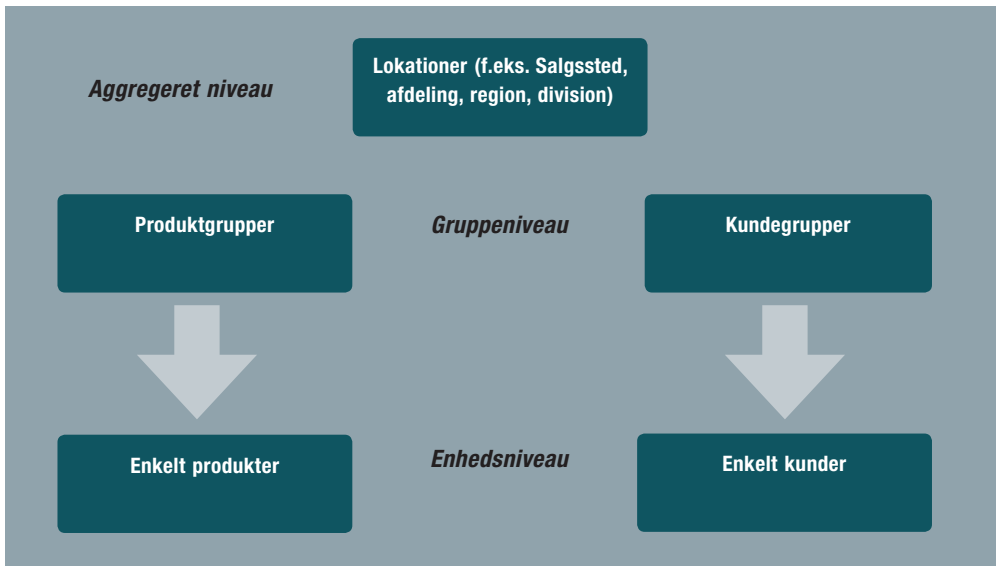 Aggregeret niveau
Lokationer (f.eks. Salgssted,
afdeling, region, division)
Produktgrupper
Gruppeniveau
Kundegrupper
Enkelt produkter
Enhedsniveau
Enkelt kunder